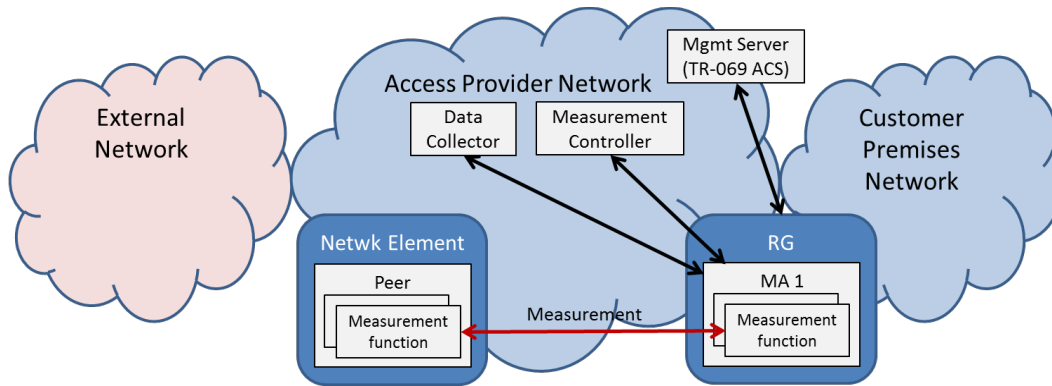 External
Network
Access Provider Network
Mgmt Server
(TR-069 ACS)
Data
Collector
Measurement
Controller
Customer
Premises
Network
Netwk Element
Peer
Measurement
function
Measurement
RG
MA 1
Measurement
function